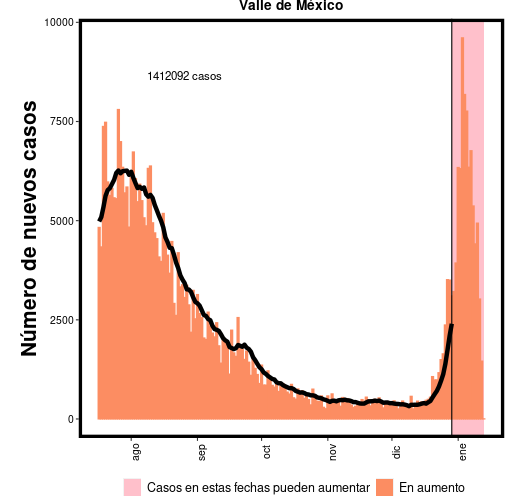 Valle de México
Número de nuevos casos
10000
7500
5000
2500
0
1412092 casos
ago
sep
oct
nov
dic
ene
Casos en estas fechas pueden aumentar
En aumento